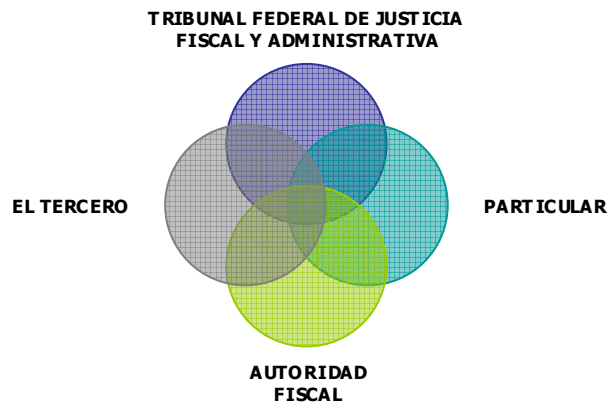 TRIBUNAL FEDERAL DE JUSTICIA
FISCAL Y ADMINISTRATIVA
EL TERCERO
PARTICULAR
AUTORIDAD
FISCAL